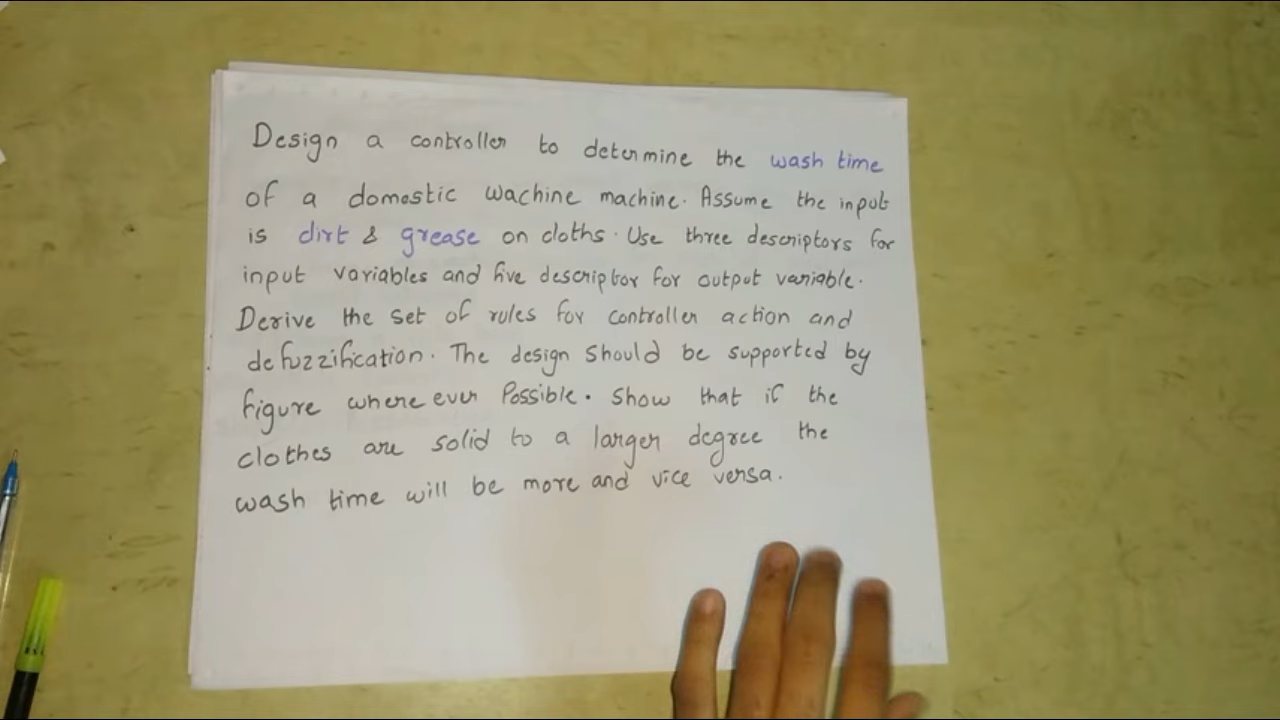 Design a controller to determine the wash time
of a domestic wachine machine. Assume the input
is dirt & grease on cloths. Use three descriptors for
input variables and five descriptor for output variable.
Derive the set of rules for controller action and
defuzzification. The design should be supported by
figure where ever Possible. Show that if the
clothes are solid to a larger degree the
wash time will be more and vice versa.